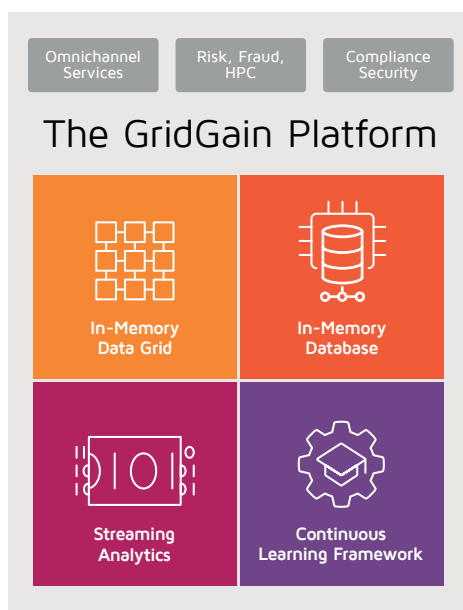 Omnichannel
Services
Risk, Fraud,
HPC
Compliance
Security
The GridGain Platform
In-Memory
Data Grid
In-Memory
Database
Streaming
Analytics
Continuous
Learning Framework